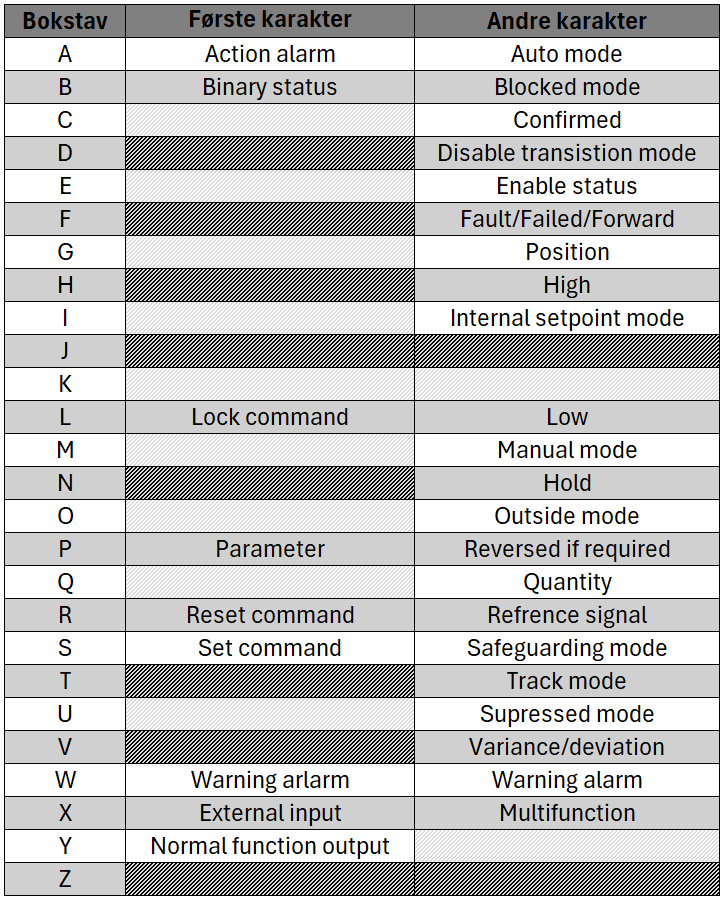 Bokstav Første karakter Andre karakter
A Action alarm Auto mode
B Binary status Blocked mode
C Confirmed
D Disable transistion mode
E Enable status
F Fault/Failed/Forward
G Position
H High
I Internal setpoint mode
J
K
L Lock command Low
M Manual mode
N Hold
O Outside mode
P Parameter Reversed if required
Q Quantity
R Reset command Refrence signal
S Set command Safeguarding mode
T Track mode
U Supressed mode
V Variance/deviation
W Warning arlarm Warning alarm
X External input Multifunction
Y Normal function output
Z